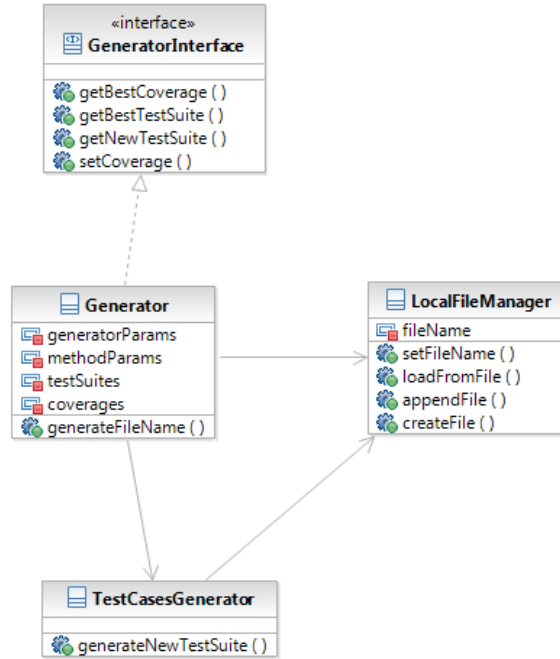 «interface»
GeneratorInterface
getBestCoverage ( )
getBestTestSuite ( )
getNewTestSuite ( )
setCoverage ( )
Generator
generatorParams
methodParams
testSuites
coverages
generateFileName ( )
LocalFileManager
fileName
setFileName ( )
loadFromFile ( )
appendFile ( )
createFile ( )
TestCasesGenerator
generateNewTestSuite ( )